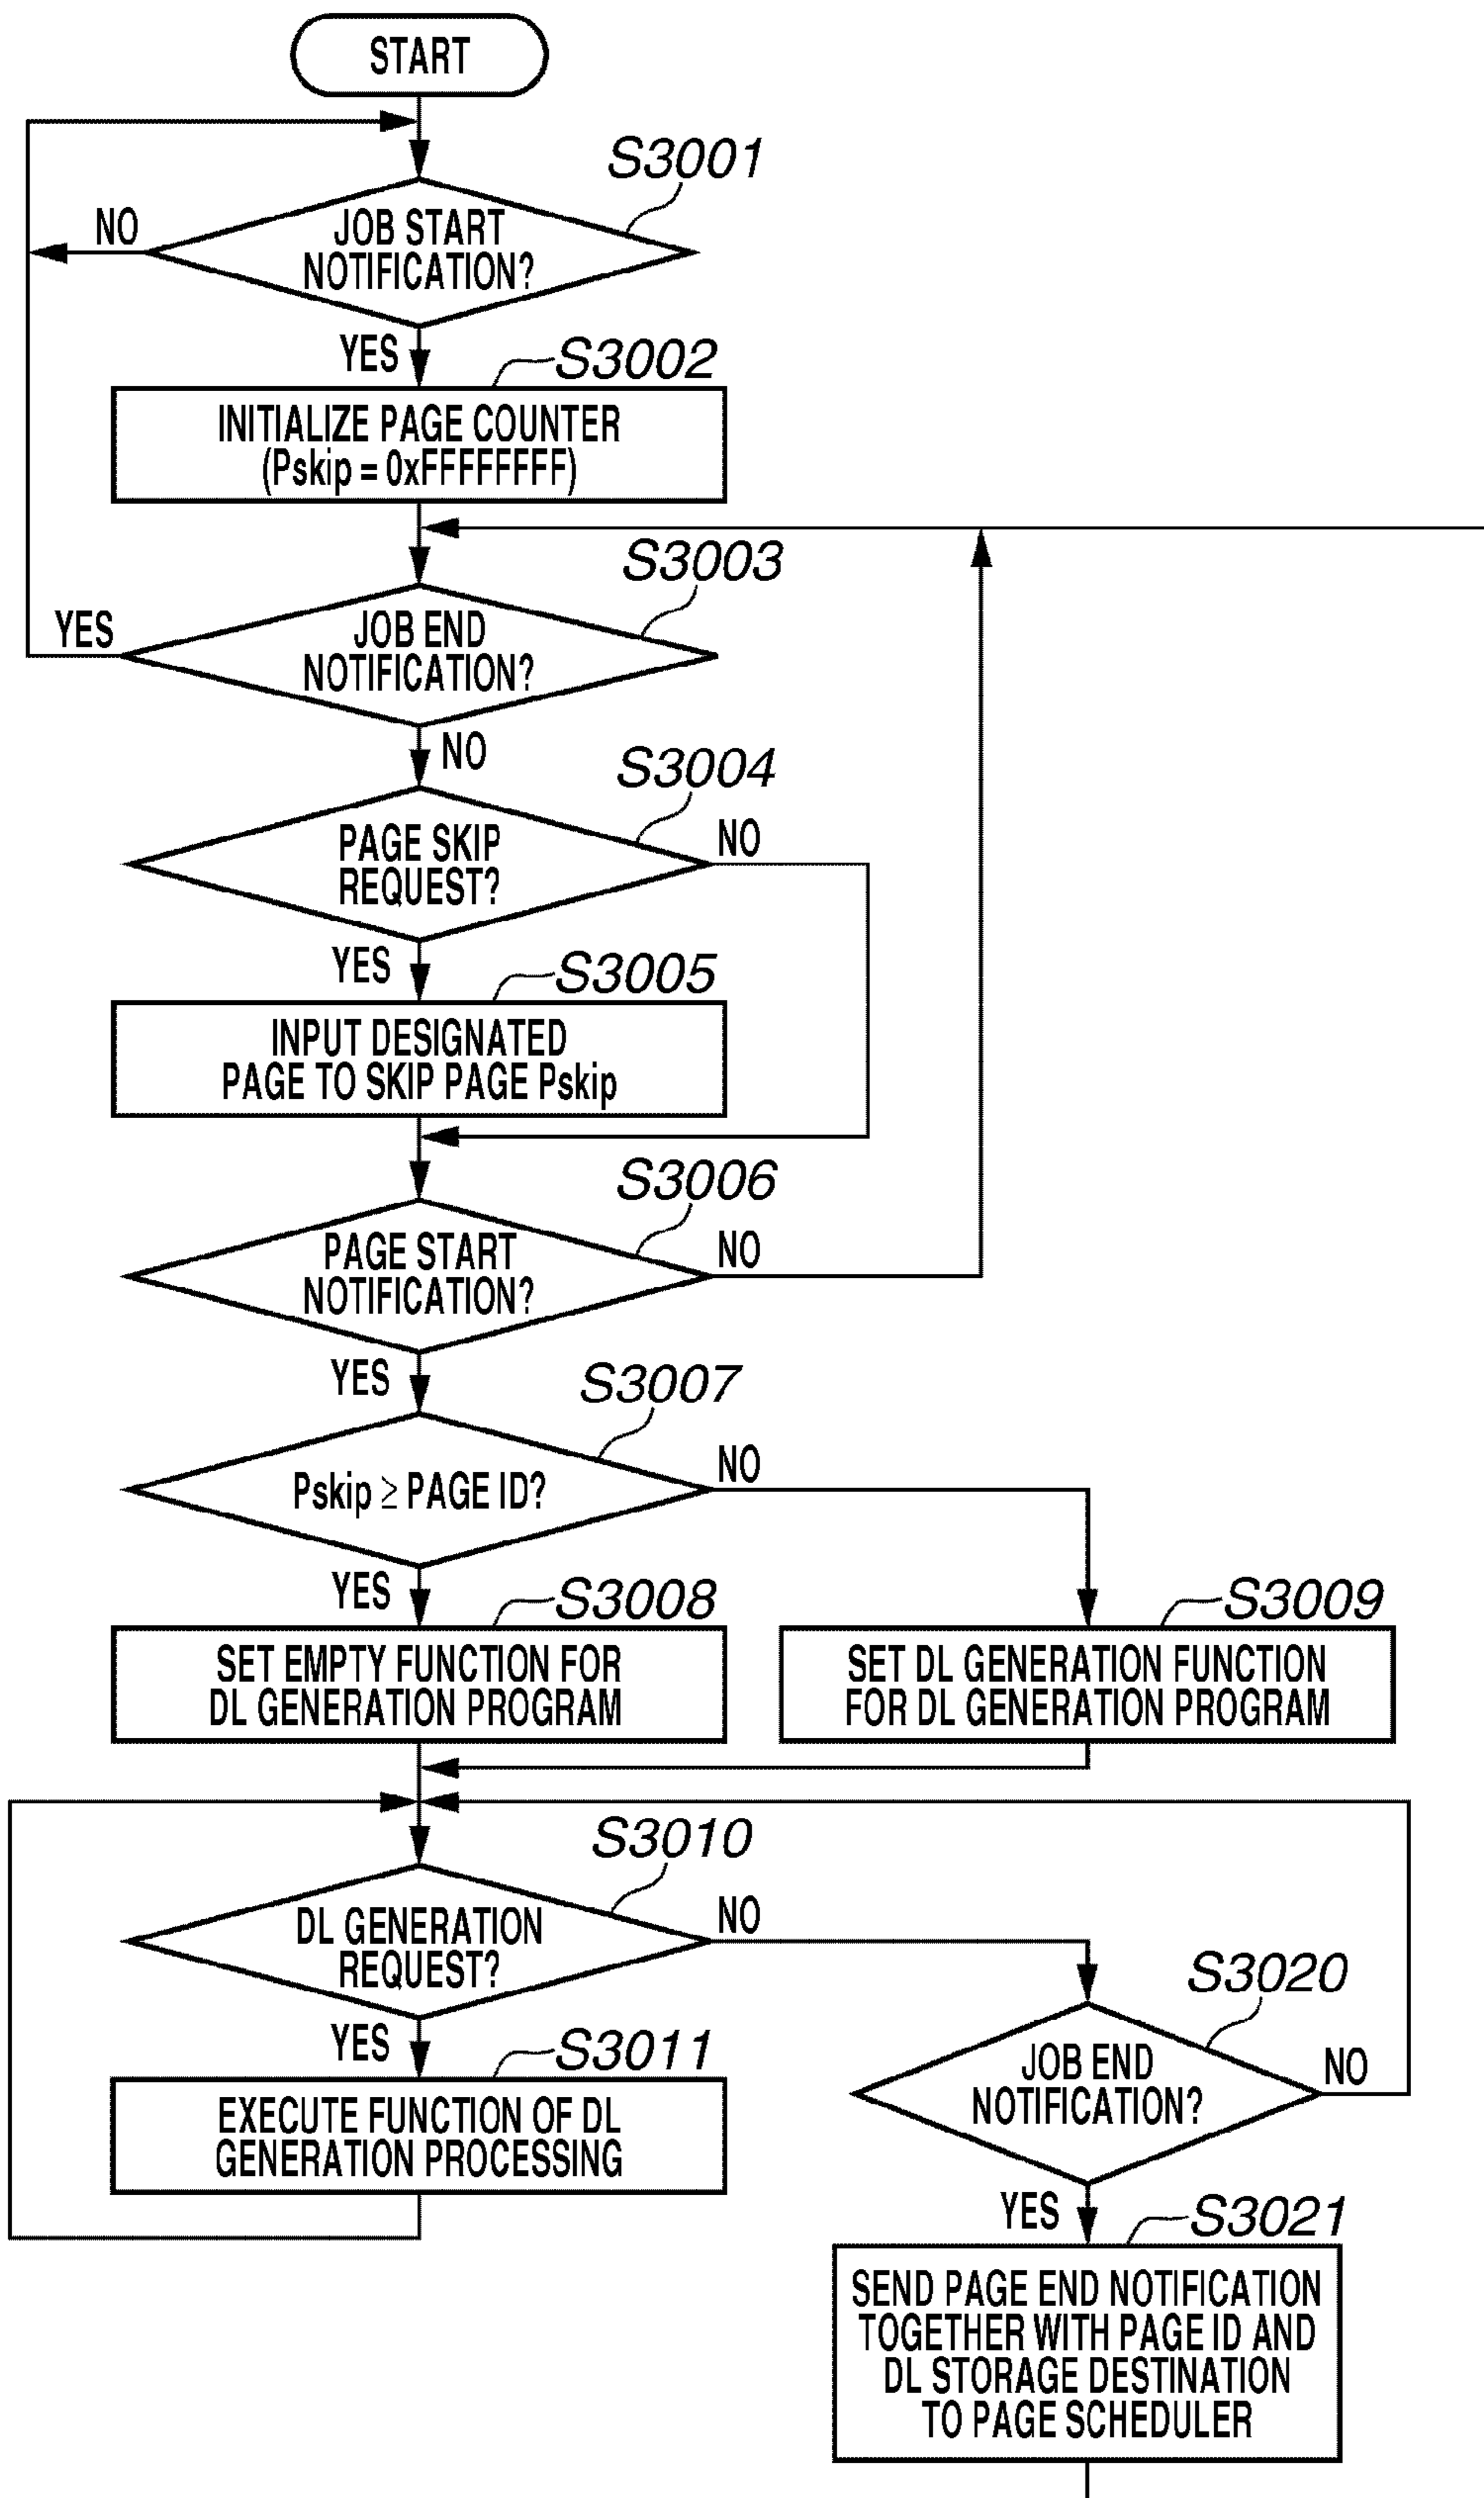 START
S3001
JOB START
NOTIFICATION?
NO
YES
S3002
INITIALIZE PAGE COUNTER
(Pskip = 0xFFFFFFFF)
S3003
JOB END
NOTIFICATION?
YES
NO
S3004
PAGE SKIP
REQUEST?
NO
YES
S3005
INPUT DESIGNATED
PAGE TO SKIP PAGE Pskip
S3006
PAGE START
NOTIFICATION?
NO
YES
S3007
Pskip ≥ PAGE ID?
NO
YES
S3008
SET EMPTY FUNCTION FOR
DL GENERATION PROGRAM
S3009
SET DL GENERATION FUNCTION
FOR DL GENERATION PROGRAM
S3010
DL GENERATION
REQUEST?
NO
YES
S3011
EXECUTE FUNCTION OF DL
GENERATION PROCESSING
S3020
JOB END
NOTIFICATION?
NO
YES
S3021
SEND PAGE END NOTIFICATION
TOGETHER WITH PAGE ID AND
DL STORAGE DESTINATION
TO PAGE SCHEDULER